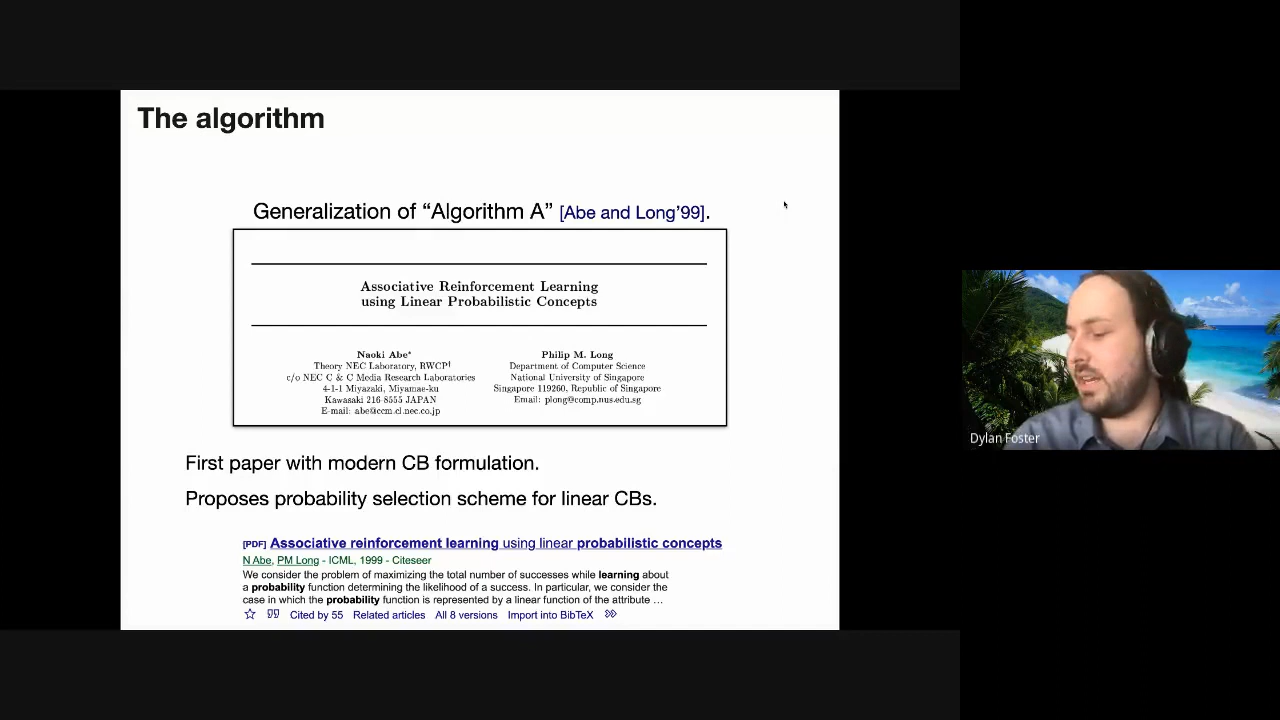 The algorithm
Generalization of “Algorithm A” [Abe and Long’99].
Associative Reinforcement Learning
using Linear Probabilistic Concepts
Naoki Abe*
Theory NEC Laboratory, RWCP†
c/o NEC C & C Media Research Laboratories
4-1-1 Miyazaki, Miyamae-ku
Kawasaki 216-8555 JAPAN
E-mail: abe@ccm.cl.nec.co.jp
Philip M. Long
Department of Computer Science
National University of Singapore
Singapore 119260, Republic of Singapore
Email: plong@comp.nus.edu.sg
First paper with modern CB formulation.
Proposes probability selection scheme for linear CBs.
[PDF] Associative reinforcement learning using linear probabilistic concepts
N Abe, PM Long - ICML, 1999 - Citeseer
We consider the problem of maximizing the total number of successes while learning about
a probability function determining the likelihood of a success. In particular, we consider the
case in which the probability function is represented by a linear function of the attribute …
Cited by 55 Related articles All 8 versions Import into BibTeX
Dylan Foster